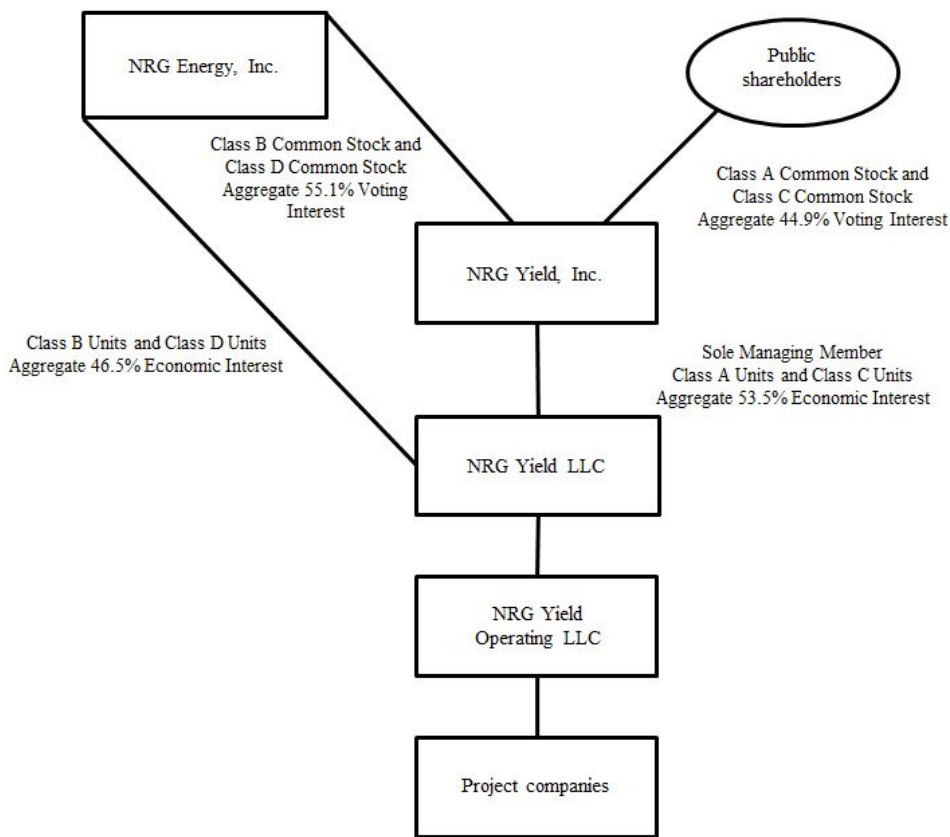 NRG Energy, Inc.
Public
shareholders
Class B Common Stock and
Class D Common Stock
Aggregate 55.1% Voting
Interest
Class A Common Stock and
Class C Common Stock
Aggregate 44.9% Voting Interest
NRG Yield, Inc.
Class B Units and Class D Units
Aggregate 46.5% Economic Interest
Sole Managing Member
Class A Units and Class C Units
Aggregate 53.5% Economic Interest
NRG Yield LLC
NRG Yield
Operating LLC
Project companies